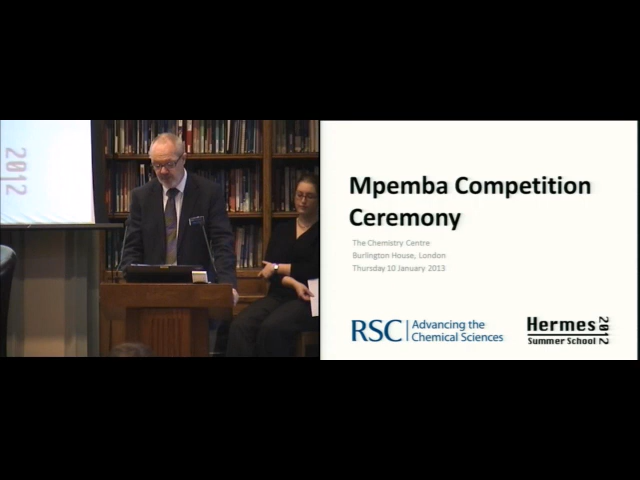 2012
Mpemba Competition
Ceremony
The Chemistry Centre
Burlington House, London
Thursday 10 January 2013
RSC
Advancing the
Chemical Sciences
Hermes 2012
Summer School